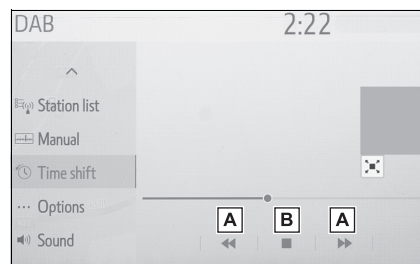 DAB 2:22
Station list
Manual
Time shift
Options
Sound
A B A